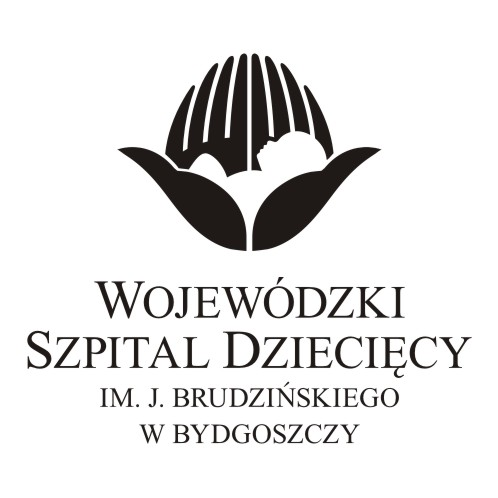 WOJEWÓDZKI
SZPITAL DZIECIĘCY
IM. J. BRUDZIŃSKIEGO
W BYDGOSZCZY